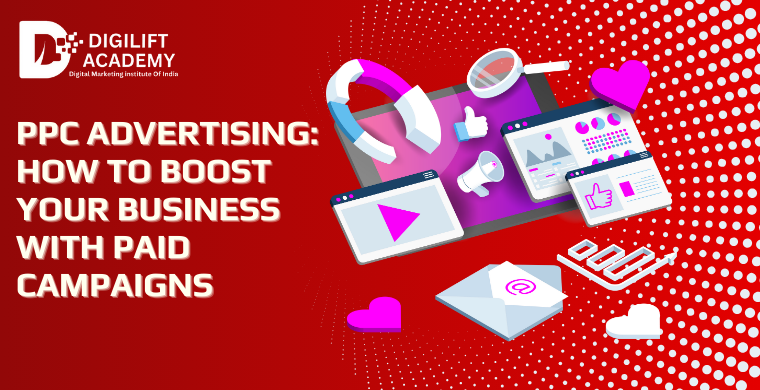 DIGILIFT
ACADEMY
Digital Marketing Institute Of India
PPC ADVERTISING:
HOW TO BOOST
YOUR BUSINESS
WITH PAID
CAMPAIGNS
@